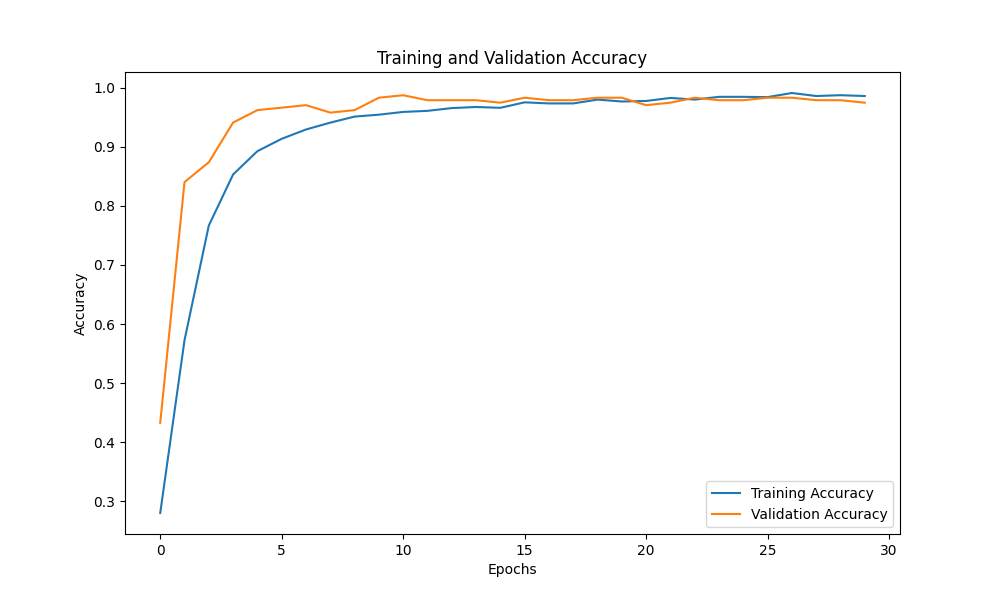 Training and Validation Accuracy
1.0
0.9
0.8
0.7
0.6
0.5
0.4
0.3
Accuracy
0 5 10 15 20 25 30
Epochs
Training Accuracy
Validation Accuracy